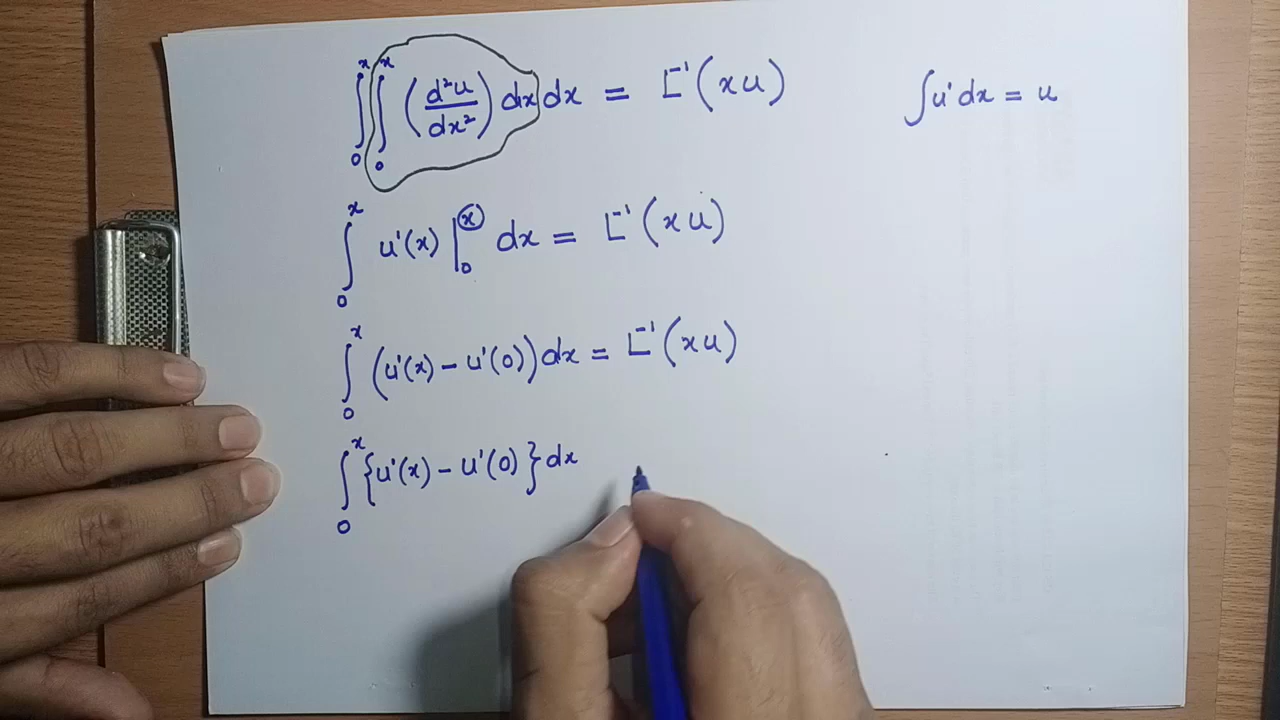 ∫₀ˣ ∫₀ˣ (d²u/dx²) dx dx = L⁻¹(xu)
∫u' dx = u
∫₀ˣ u'(x) |₀ˣ dx = L⁻¹(xu)
∫₀ˣ (u'(x) − u'(0)) dx = L⁻¹(xu)
∫₀ˣ {u'(x) − u'(0)} dx